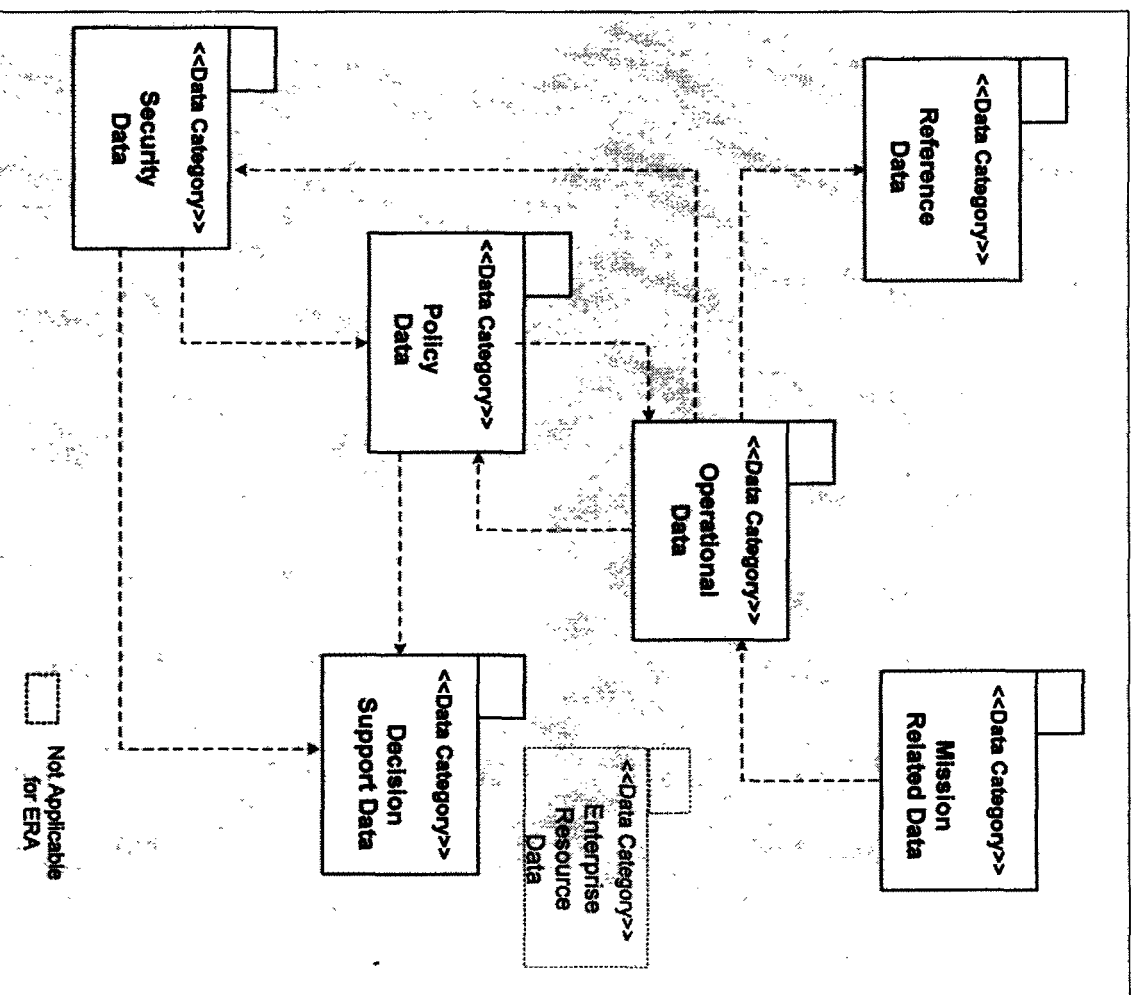 <<Data Category>>
Reference
Data
<<Data Category>>
Mission
Related Data
<<Data Category>>
Operational
Data
<<Data Category>>
Enterprise
Resource
Data
<<Data Category>>
Policy
Data
<<Data Category>>
Decision
Support Data
<<Data Category>>
Security
Data
Not Applicable
for ERA